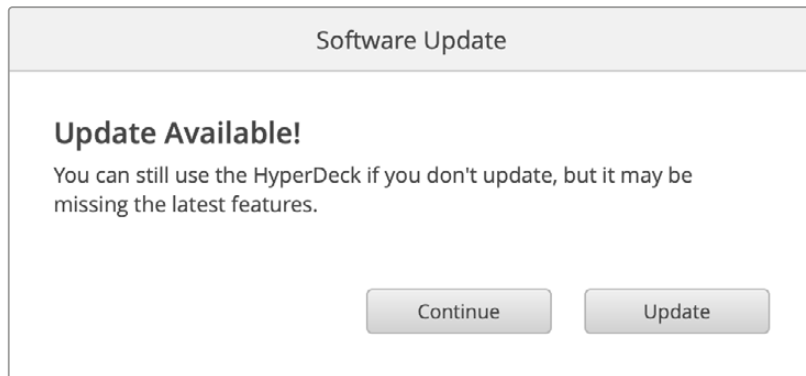 Software Update
Update Available!
You can still use the HyperDeck if you don't update, but it may be
missing the latest features.
Continue
Update